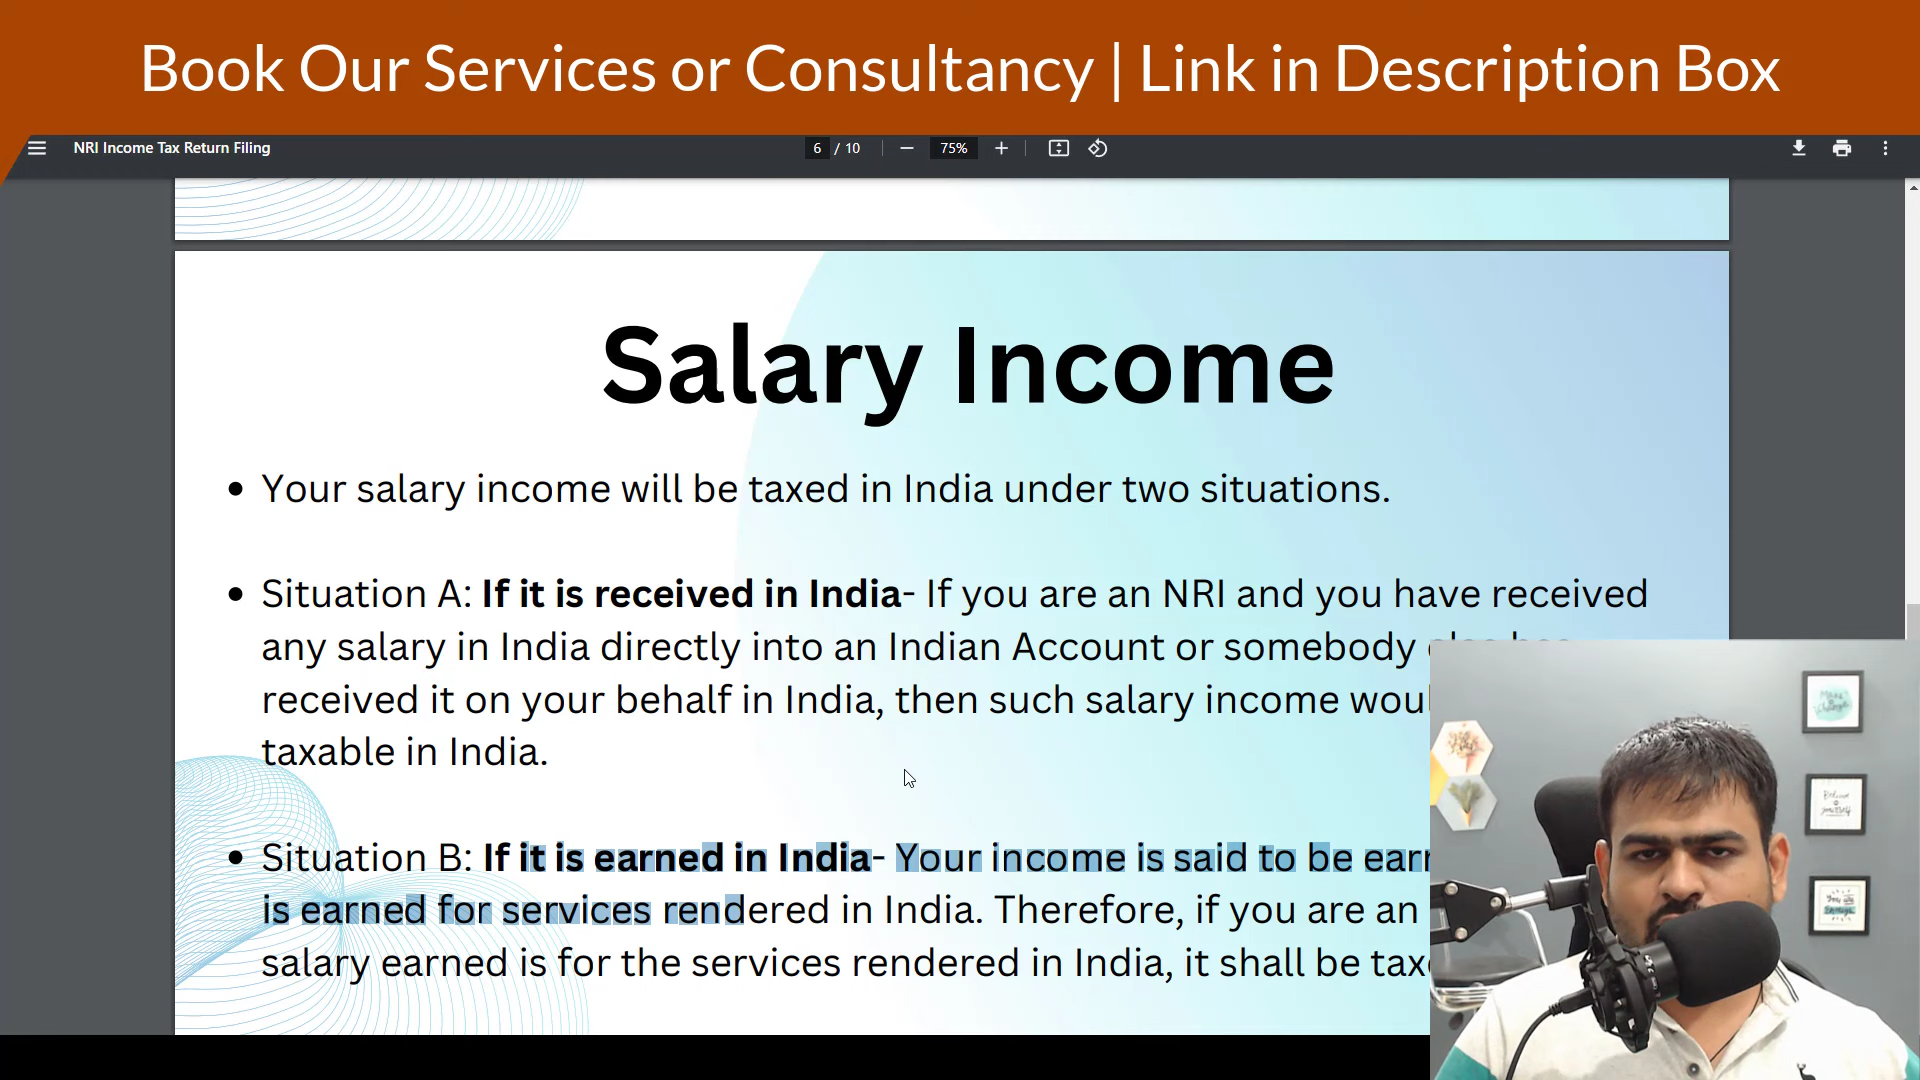 Book Our Services or Consultancy | Link in Description Box
NRI Income Tax Return Filing
6 / 10
75%
Salary Income
Your salary income will be taxed in India under two situations.
Situation A: If it is received in India- If you are an NRI and you have received
any salary in India directly into an Indian Account or somebody
received it on your behalf in India, then such salary income
taxable in India.
Situation B: If it is earned in India- Your income is said to be
is earned for services rendered in India. Therefore, if you are an
salary earned is for the services rendered in India, it shall be